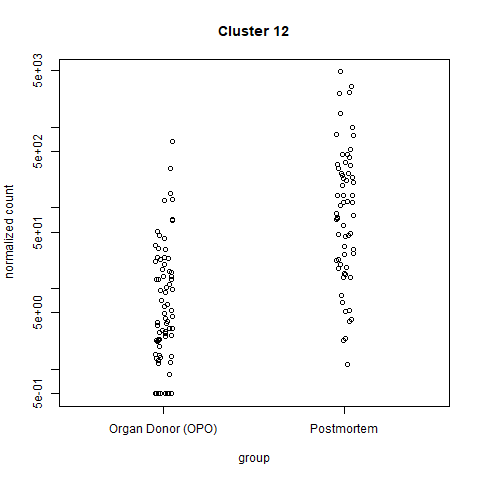 Cluster 12
normalized count
5e+03
5e+02
5e+01
5e+00
5e-01
Organ Donor (OPO)
Postmortem
group